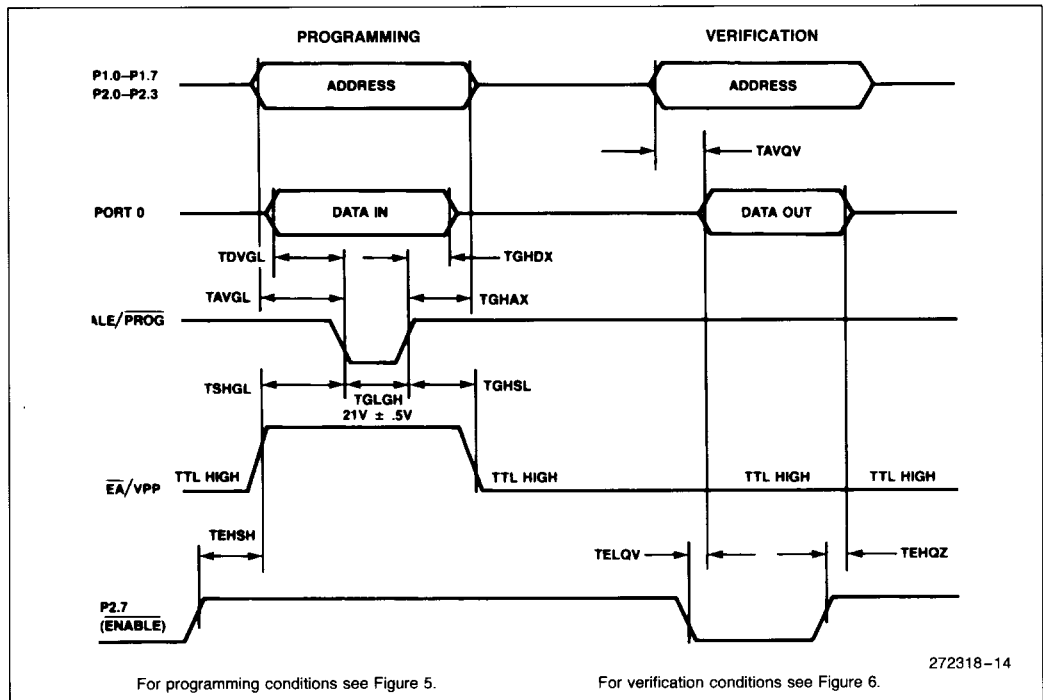 PROGRAMMING
VERIFICATION
P1.0–P1.7
P2.0–P2.3
ADDRESS
ADDRESS
TAVQV
PORT 0
DATA IN
DATA OUT
TDVGL
TGHDX
TAVGL
TGHAX
ALE/PROG
TSHGL
TGLGH
TGHSL
21V ± .5V
EA/VPP
TTL HIGH
TTL HIGH
TTL HIGH
TTL HIGH
TEHSH
TELQV
TEHQZ
P2.7
(ENABLE)
272318–14
For programming conditions see Figure 5.
For verification conditions see Figure 6.